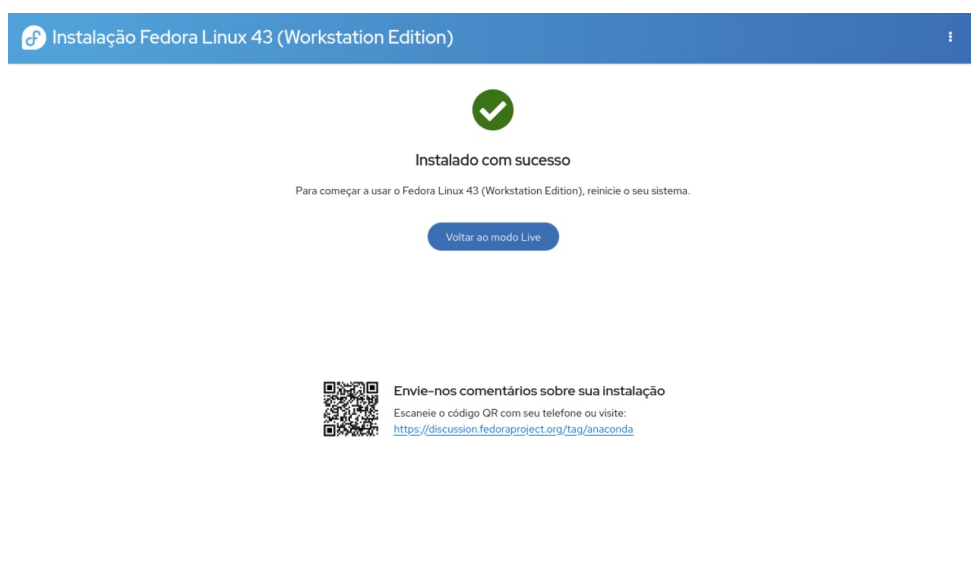 Instalação Fedora Linux 43 (Workstation Edition)
Instalado com sucesso
Para começar a usar o Fedora Linux 43 (Workstation Edition), reinicie o seu sistema.
Voltar ao modo Live
Envie-nos comentários sobre sua instalação
Escaneie o código QR com seu telefone ou visite:
https://discussion.fedoraproject.org/tag/anaconda